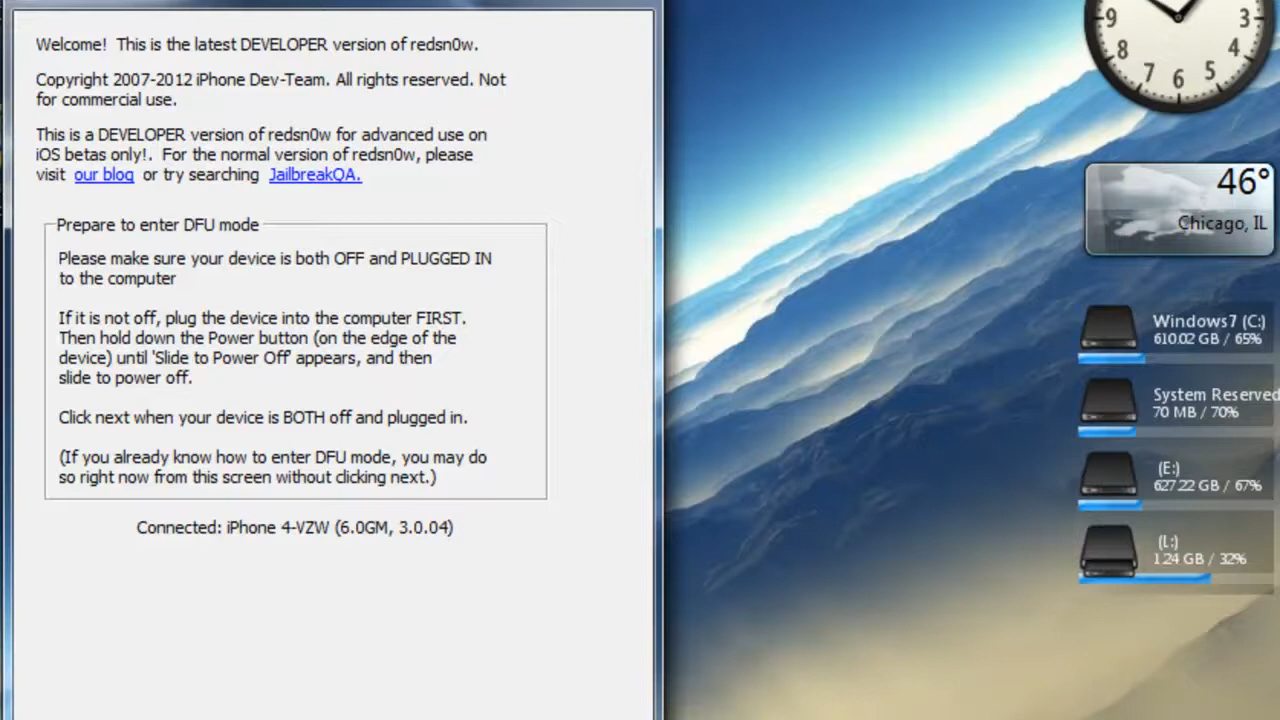 Welcome!  This is the latest DEVELOPER version of redsn0w.
Copyright 2007-2012 iPhone Dev-Team. All rights reserved. Not
for commercial use.
This is a DEVELOPER version of redsn0w for advanced use on
iOS betas only!.  For the normal version of redsn0w, please
visit our blog or try searching JailbreakQA.
Prepare to enter DFU mode
Please make sure your device is both OFF and PLUGGED IN
to the computer
If it is not off, plug the device into the computer FIRST.
Then hold down the Power button (on the edge of the
device) until 'Slide to Power Off' appears, and then
slide to power off.
Click next when your device is BOTH off and plugged in.
(If you already know how to enter DFU mode, you may do
so right now from this screen without clicking next.)
Connected: iPhone 4-VZW (6.0GM, 3.0.04)
9 3
8 4
7 6 5
46°
Chicago, IL
Windows7 (C:)
610.02 GB / 65%
System Reserved
70 MB / 70%
(E:)
627.22 GB / 67%
(L:)
1.24 GB / 32%